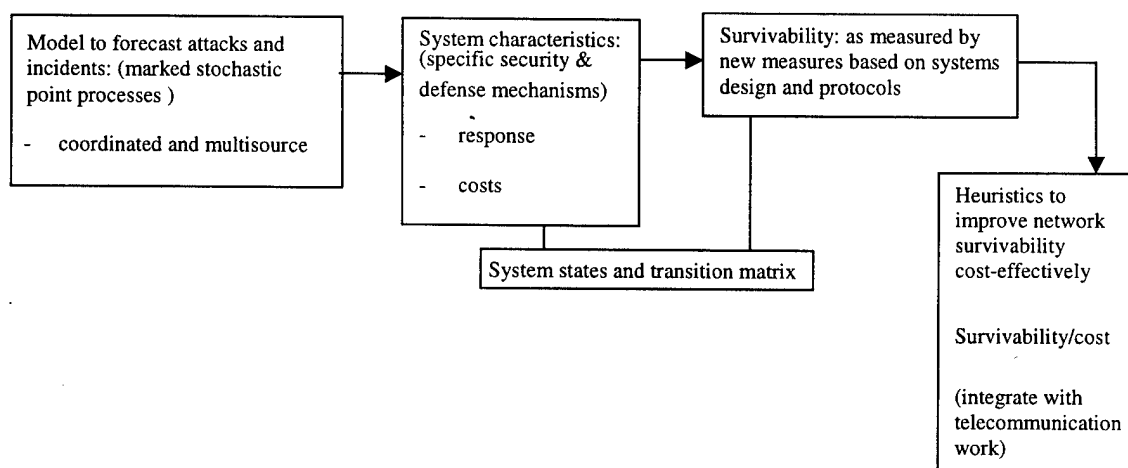 Model to forecast attacks and
incidents: (marked stochastic
point processes )
- coordinated and multisource
System characteristics:
(specific security &
defense mechanisms)
- response
- costs
Survivability: as measured by
new measures based on systems
design and protocols
System states and transition matrix
Heuristics to
improve network
survivability
cost-effectively
Survivability/cost
(integrate with
telecommunication
work)